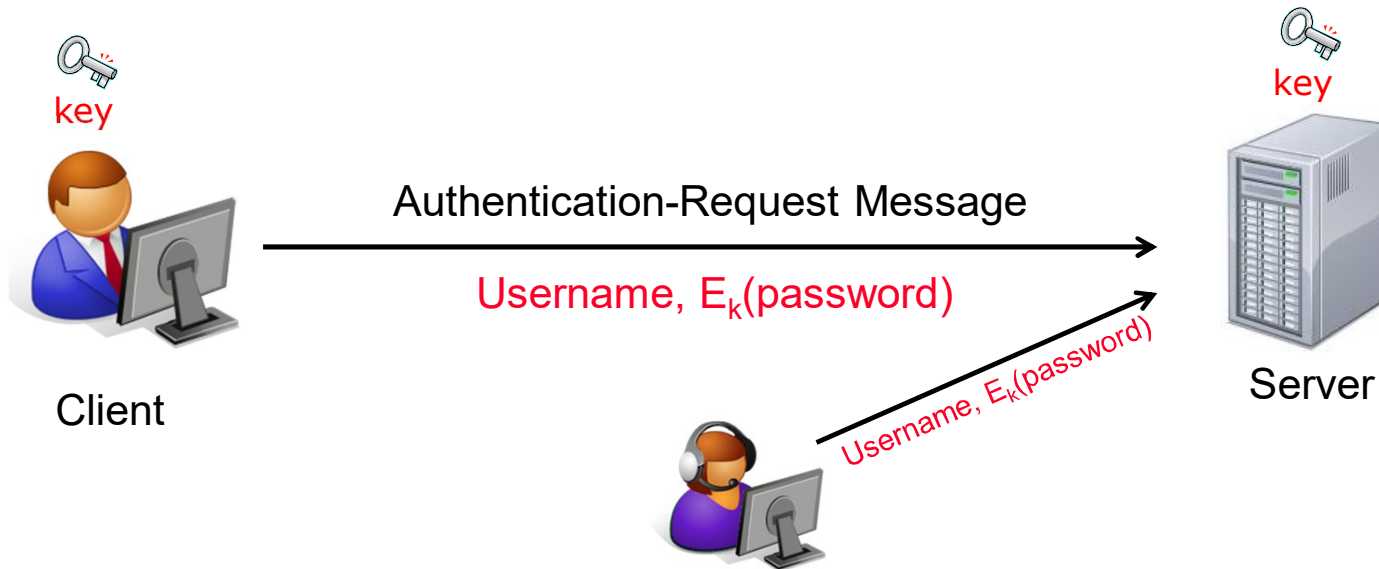 key
key
Authentication-Request Message
Username, Eₖ(password)
Username, Eₖ(password)
Client
Server